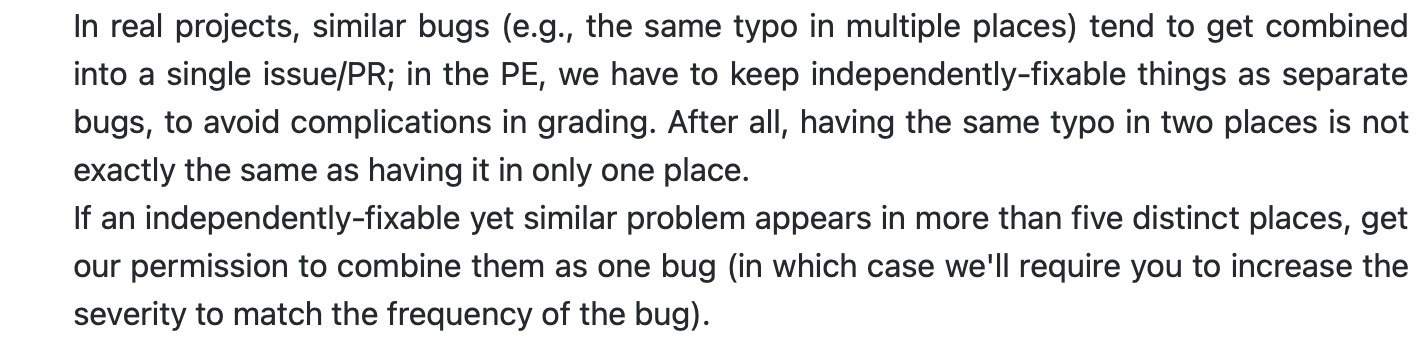 In real projects, similar bugs (e.g., the same typo in multiple places) tend to get combined
into a single issue/PR; in the PE, we have to keep independently-fixable things as separate
bugs, to avoid complications in grading. After all, having the same typo in two places is not
exactly the same as having it in only one place.
If an independently-fixable yet similar problem appears in more than five distinct places, get
our permission to combine them as one bug (in which case we'll require you to increase the
severity to match the frequency of the bug).